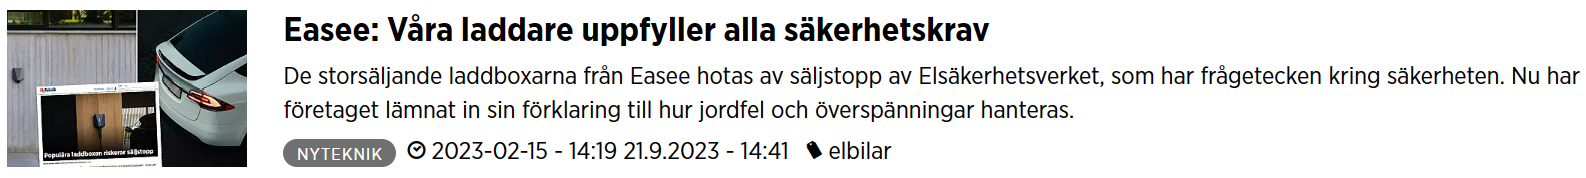 Easee: Våra laddare uppfyller alla säkerhetskrav
De storsäljande laddboxarna från Easee hotas av säljstopp av Elsäkerhetsverket, som har frågetecken kring säkerheten. Nu har
företaget lämnat in sin förklaring till hur jordfel och överspänningar hanteras.
NYTEKNIK 2023-02-15 - 14:19 21.9.2023 - 14:41 elbilar
Populära laddboxen riskerar säljstopp